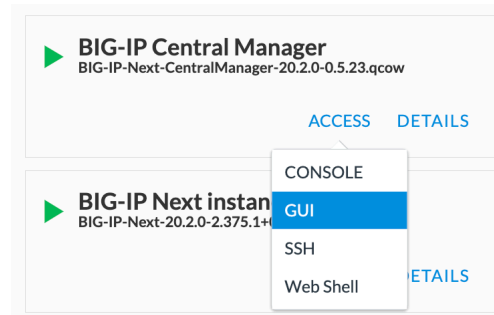 BIG-IP Central Manager
BIG-IP-Next-CentralManager-20.2.0-0.5.23.qcow
ACCESS DETAILS
CONSOLE
BIG-IP Next instan
GUI
BIG-IP-Next-20.2.0-2.375.1+
SSH
ETAILS
Web Shell